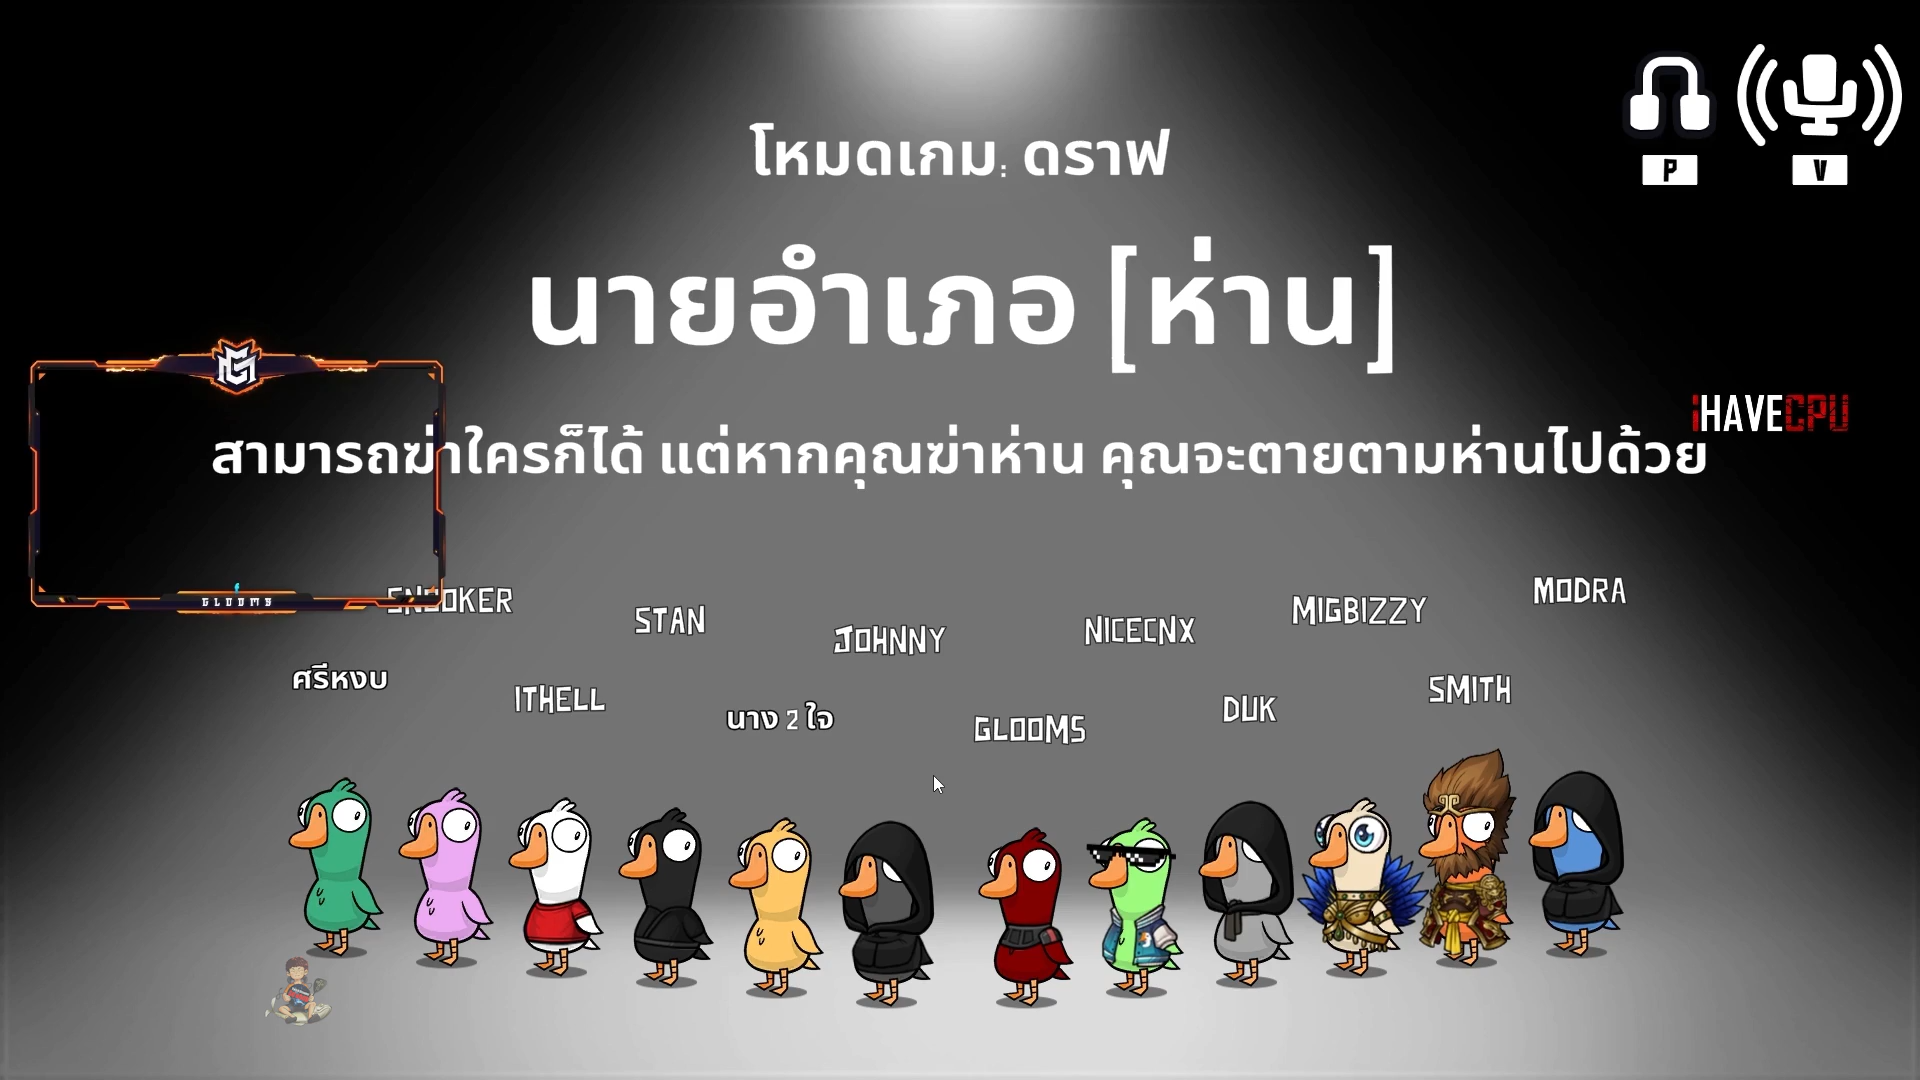 P V
โหมดเกม: ดราฟ
นายอำเภอ [ห่าน]
iHAVECPU
สามารถฆ่าใครก็ได้ แต่หากคุณฆ่าห่าน คุณจะตายตามห่านไปด้วย
GLOOMS
SNOOKER
STAN
JOHNNY
NICECNX
MIGBIZZY
MODRA
ศรีหงบ
ITHELL
นาง 2 ใจ
GLOOMS
DUK
SMITH